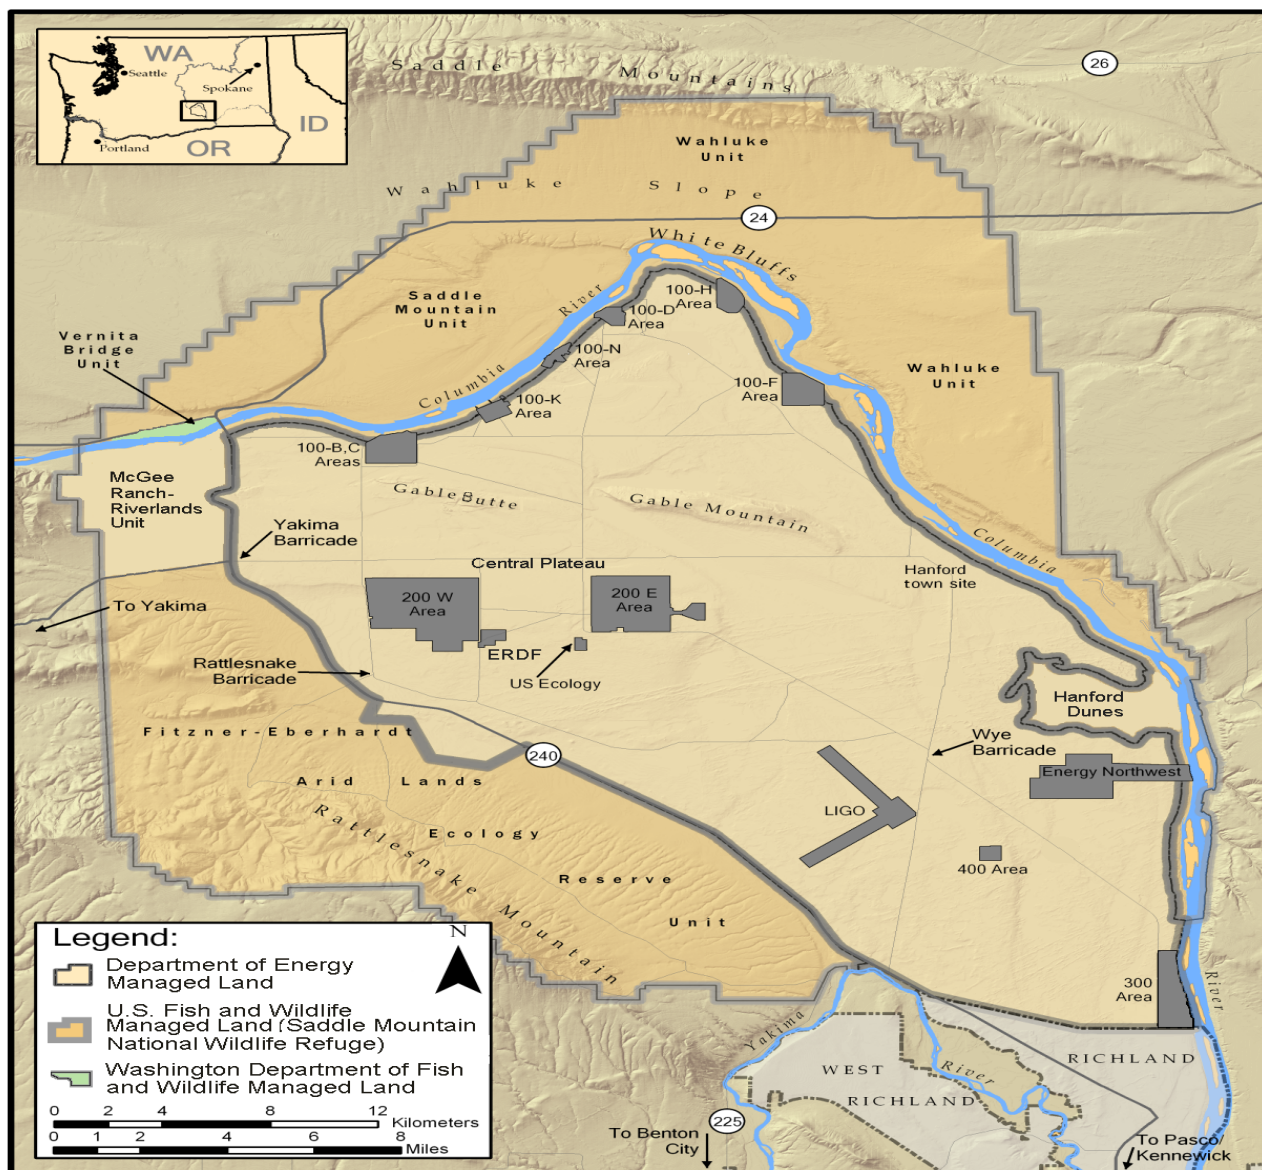 WA
Seattle
Spokane
ID
Portland
OR
Saddle Mountains
26
Wahluke
Unit
Wahluke Slope
24
White Bluffs
Saddle
Mountain
Unit
Columbia River
100-H
Area
100-D
Area
100-N
Area
100-K
Area
100-F
Area
100-B,C
Areas
Vernita
Bridge
Unit
Wahluke
Unit
McGee
Ranch-
Riverlands
Unit
Gable Butte
Gable Mountain
Yakima
Barricade
Central Plateau
Hanford
town site
Columbia
To Yakima
200 W
Area
200 E
Area
ERDF
US Ecology
Rattlesnake
Barricade
Hanford
Dunes
Fitzner-Eberhardt
Arid Lands
Ecology
Reserve
Unit
240
Wye
Barricade
Energy Northwest
LIGO
400 Area
Rattlesnake Mountain
300
Area
River
Yakima
River
WEST
RICHLAND
RICHLAND
225
To Benton
City
To Pasco/
Kennewick
Legend:
N
Department of Energy
Managed Land
U.S. Fish and Wildlife
Managed Land (Saddle Mountain
National Wildlife Refuge)
Washington Department of Fish
and Wildlife Managed Land
0 2 4 8 12
Kilometers
0 1 2 4 6 8
Miles